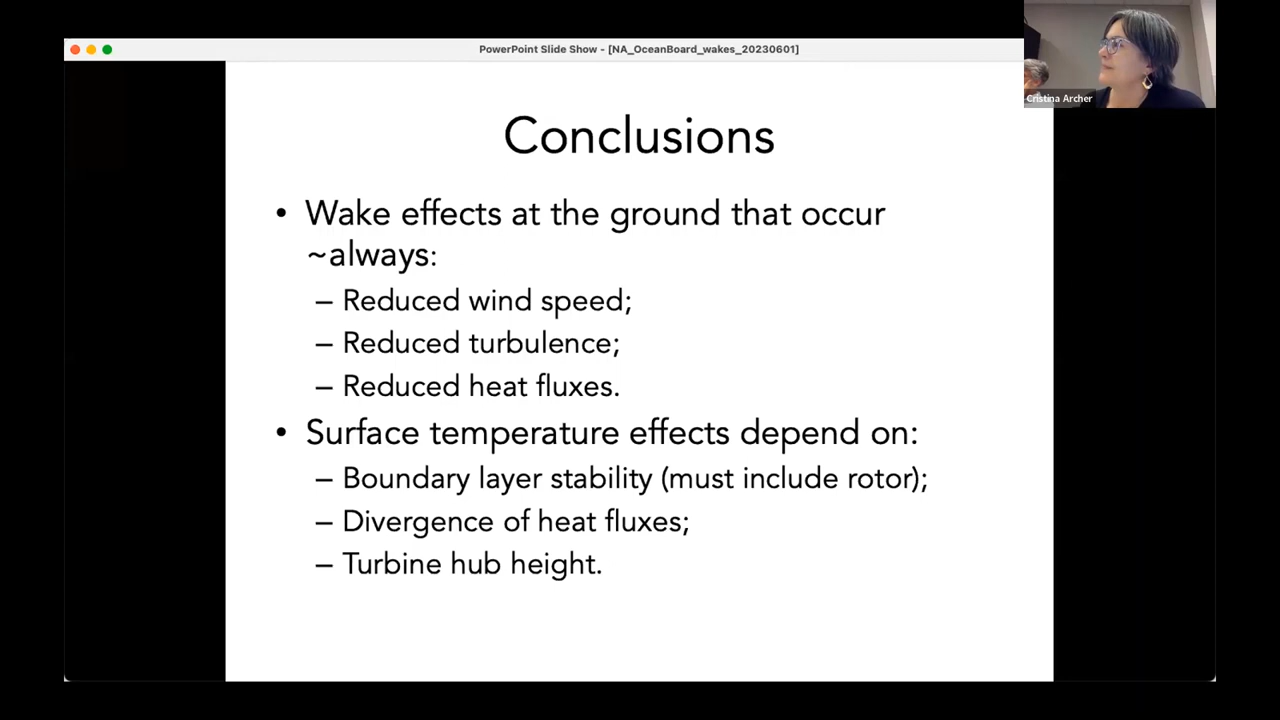 PowerPoint Slide Show - [NA_OceanBoard_wakes_20230601]
Cristina Archer
Conclusions
• Wake effects at the ground that occur
~always:
– Reduced wind speed;
– Reduced turbulence;
– Reduced heat fluxes.
• Surface temperature effects depend on:
– Boundary layer stability (must include rotor);
– Divergence of heat fluxes;
– Turbine hub height.